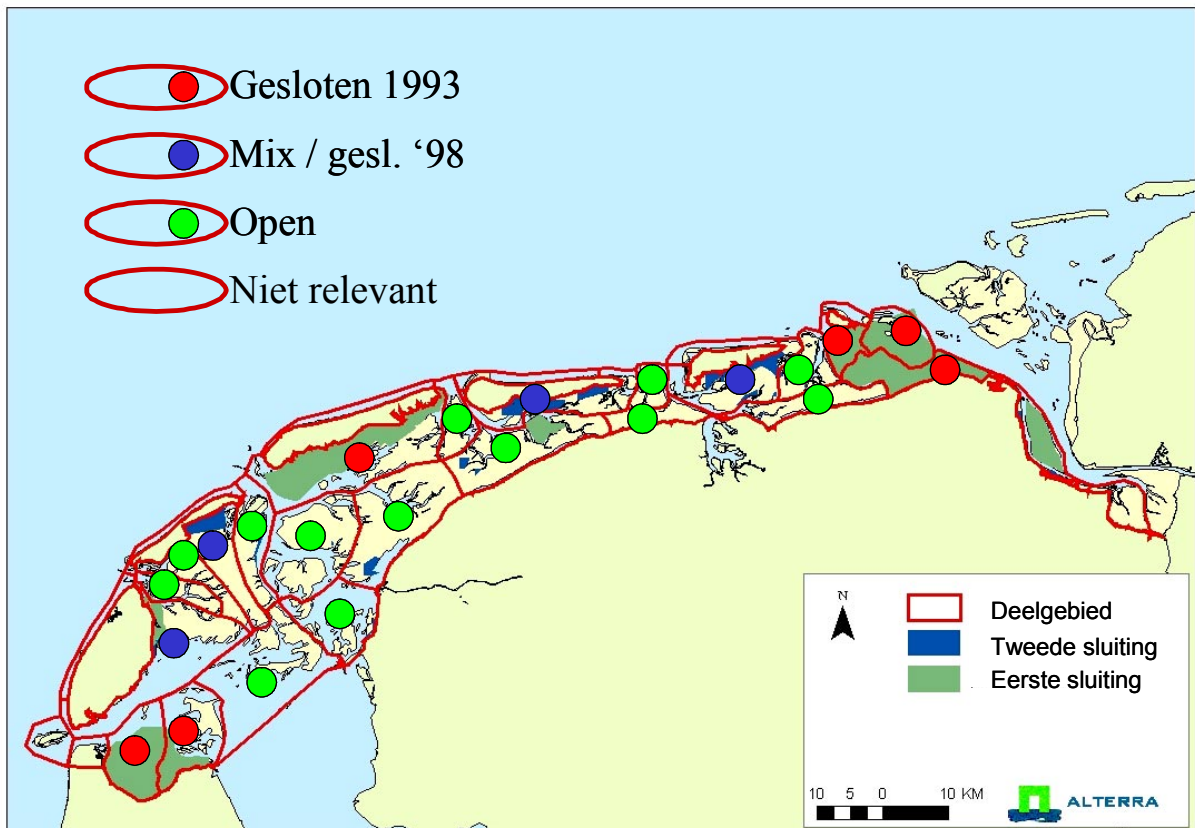 Gesloten 1993
Mix / gesl. ‘98
Open
Niet relevant
N
Deelgebied
Tweede sluiting
Eerste sluiting
10 5 0 10 KM
ALTERRA